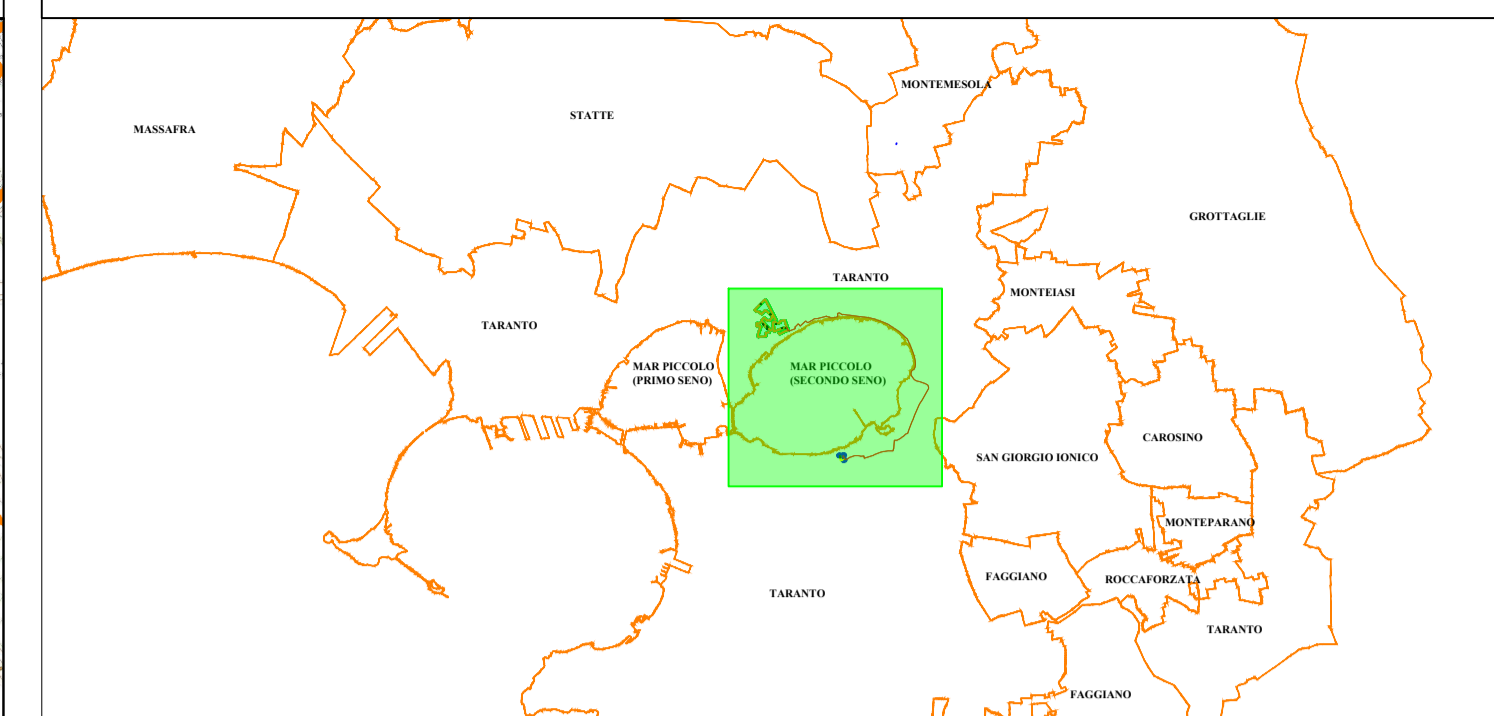 MONTEMESOLA
STATTE
MASSAFRA
GROTTAGLIE
TARANTO
MONTEIASI
TARANTO
MAR PICCOLO
(PRIMO SENO)
MAR PICCOLO
(SECONDO SENO)
CAROSINO
SAN GIORGIO IONICO
MONTEPARANO
FAGGIANO
ROCCAFORZATA
TARANTO
TARANTO
FAGGIANO